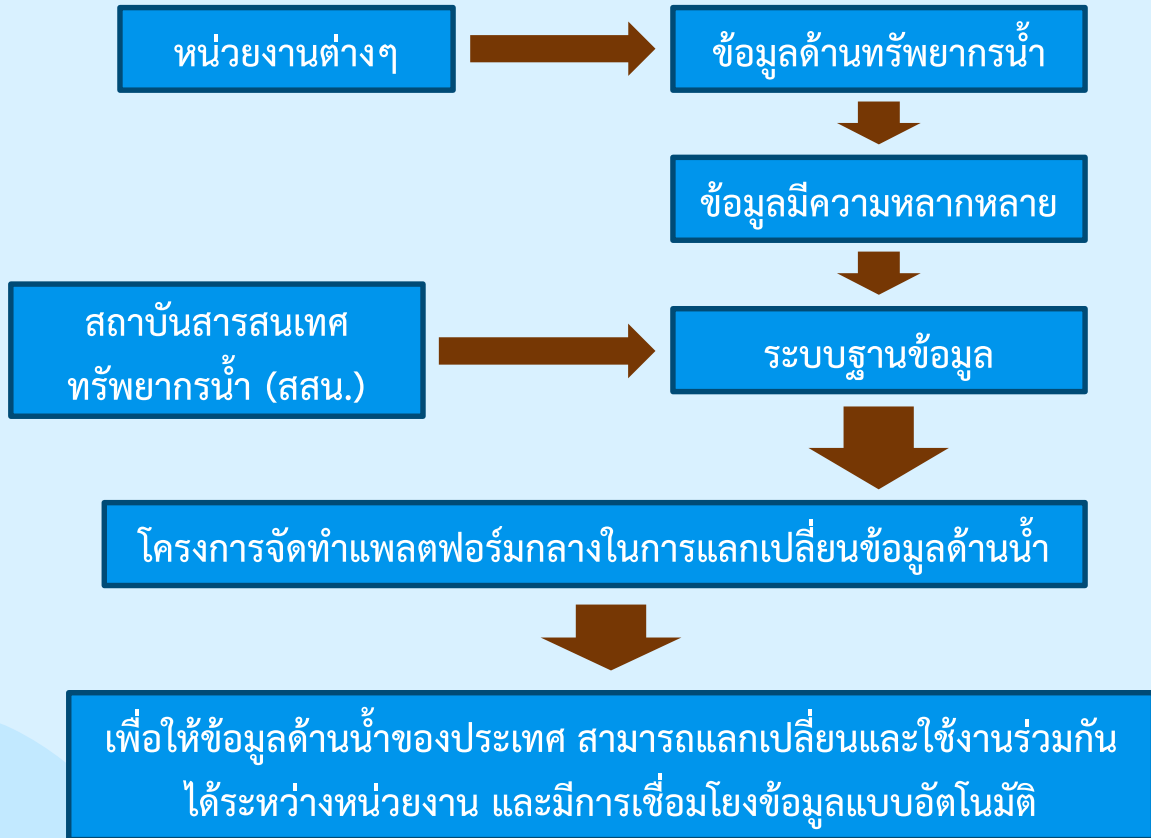 หน่วยงานต่างๆ
ข้อมูลด้านทรัพยากรน้ำ
ข้อมูลมีความหลากหลาย
สถาบันสารสนเทศ
ทรัพยากรน้ำ (สสน.)
ระบบฐานข้อมูล
โครงการจัดทำแพลตฟอร์มกลางในการแลกเปลี่ยนข้อมูลด้านน้ำ
เพื่อให้ข้อมูลด้านน้ำของประเทศ สามารถแลกเปลี่ยนและใช้งานร่วมกัน
ได้ระหว่างหน่วยงาน และมีการเชื่อมโยงข้อมูลแบบอัตโนมัติ